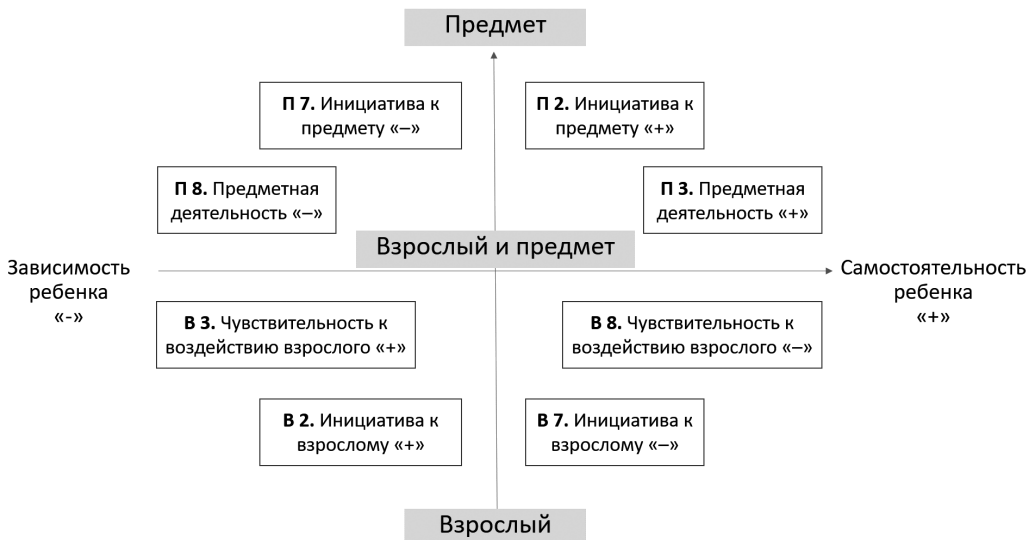 Предмет
П 7. Инициатива к
предмету «–»
П 2. Инициатива к
предмету «+»
П 8. Предметная
деятельность «–»
П 3. Предметная
деятельность «+»
Взрослый и предмет
Зависимость
ребенка
«-»
Самостоятельность
ребенка
«+»
В 3. Чувствительность к
воздействию взрослого «+»
В 8. Чувствительность к
воздействию взрослого «–»
В 2. Инициатива к
взрослому «+»
В 7. Инициатива к
взрослому «–»
Взрослый